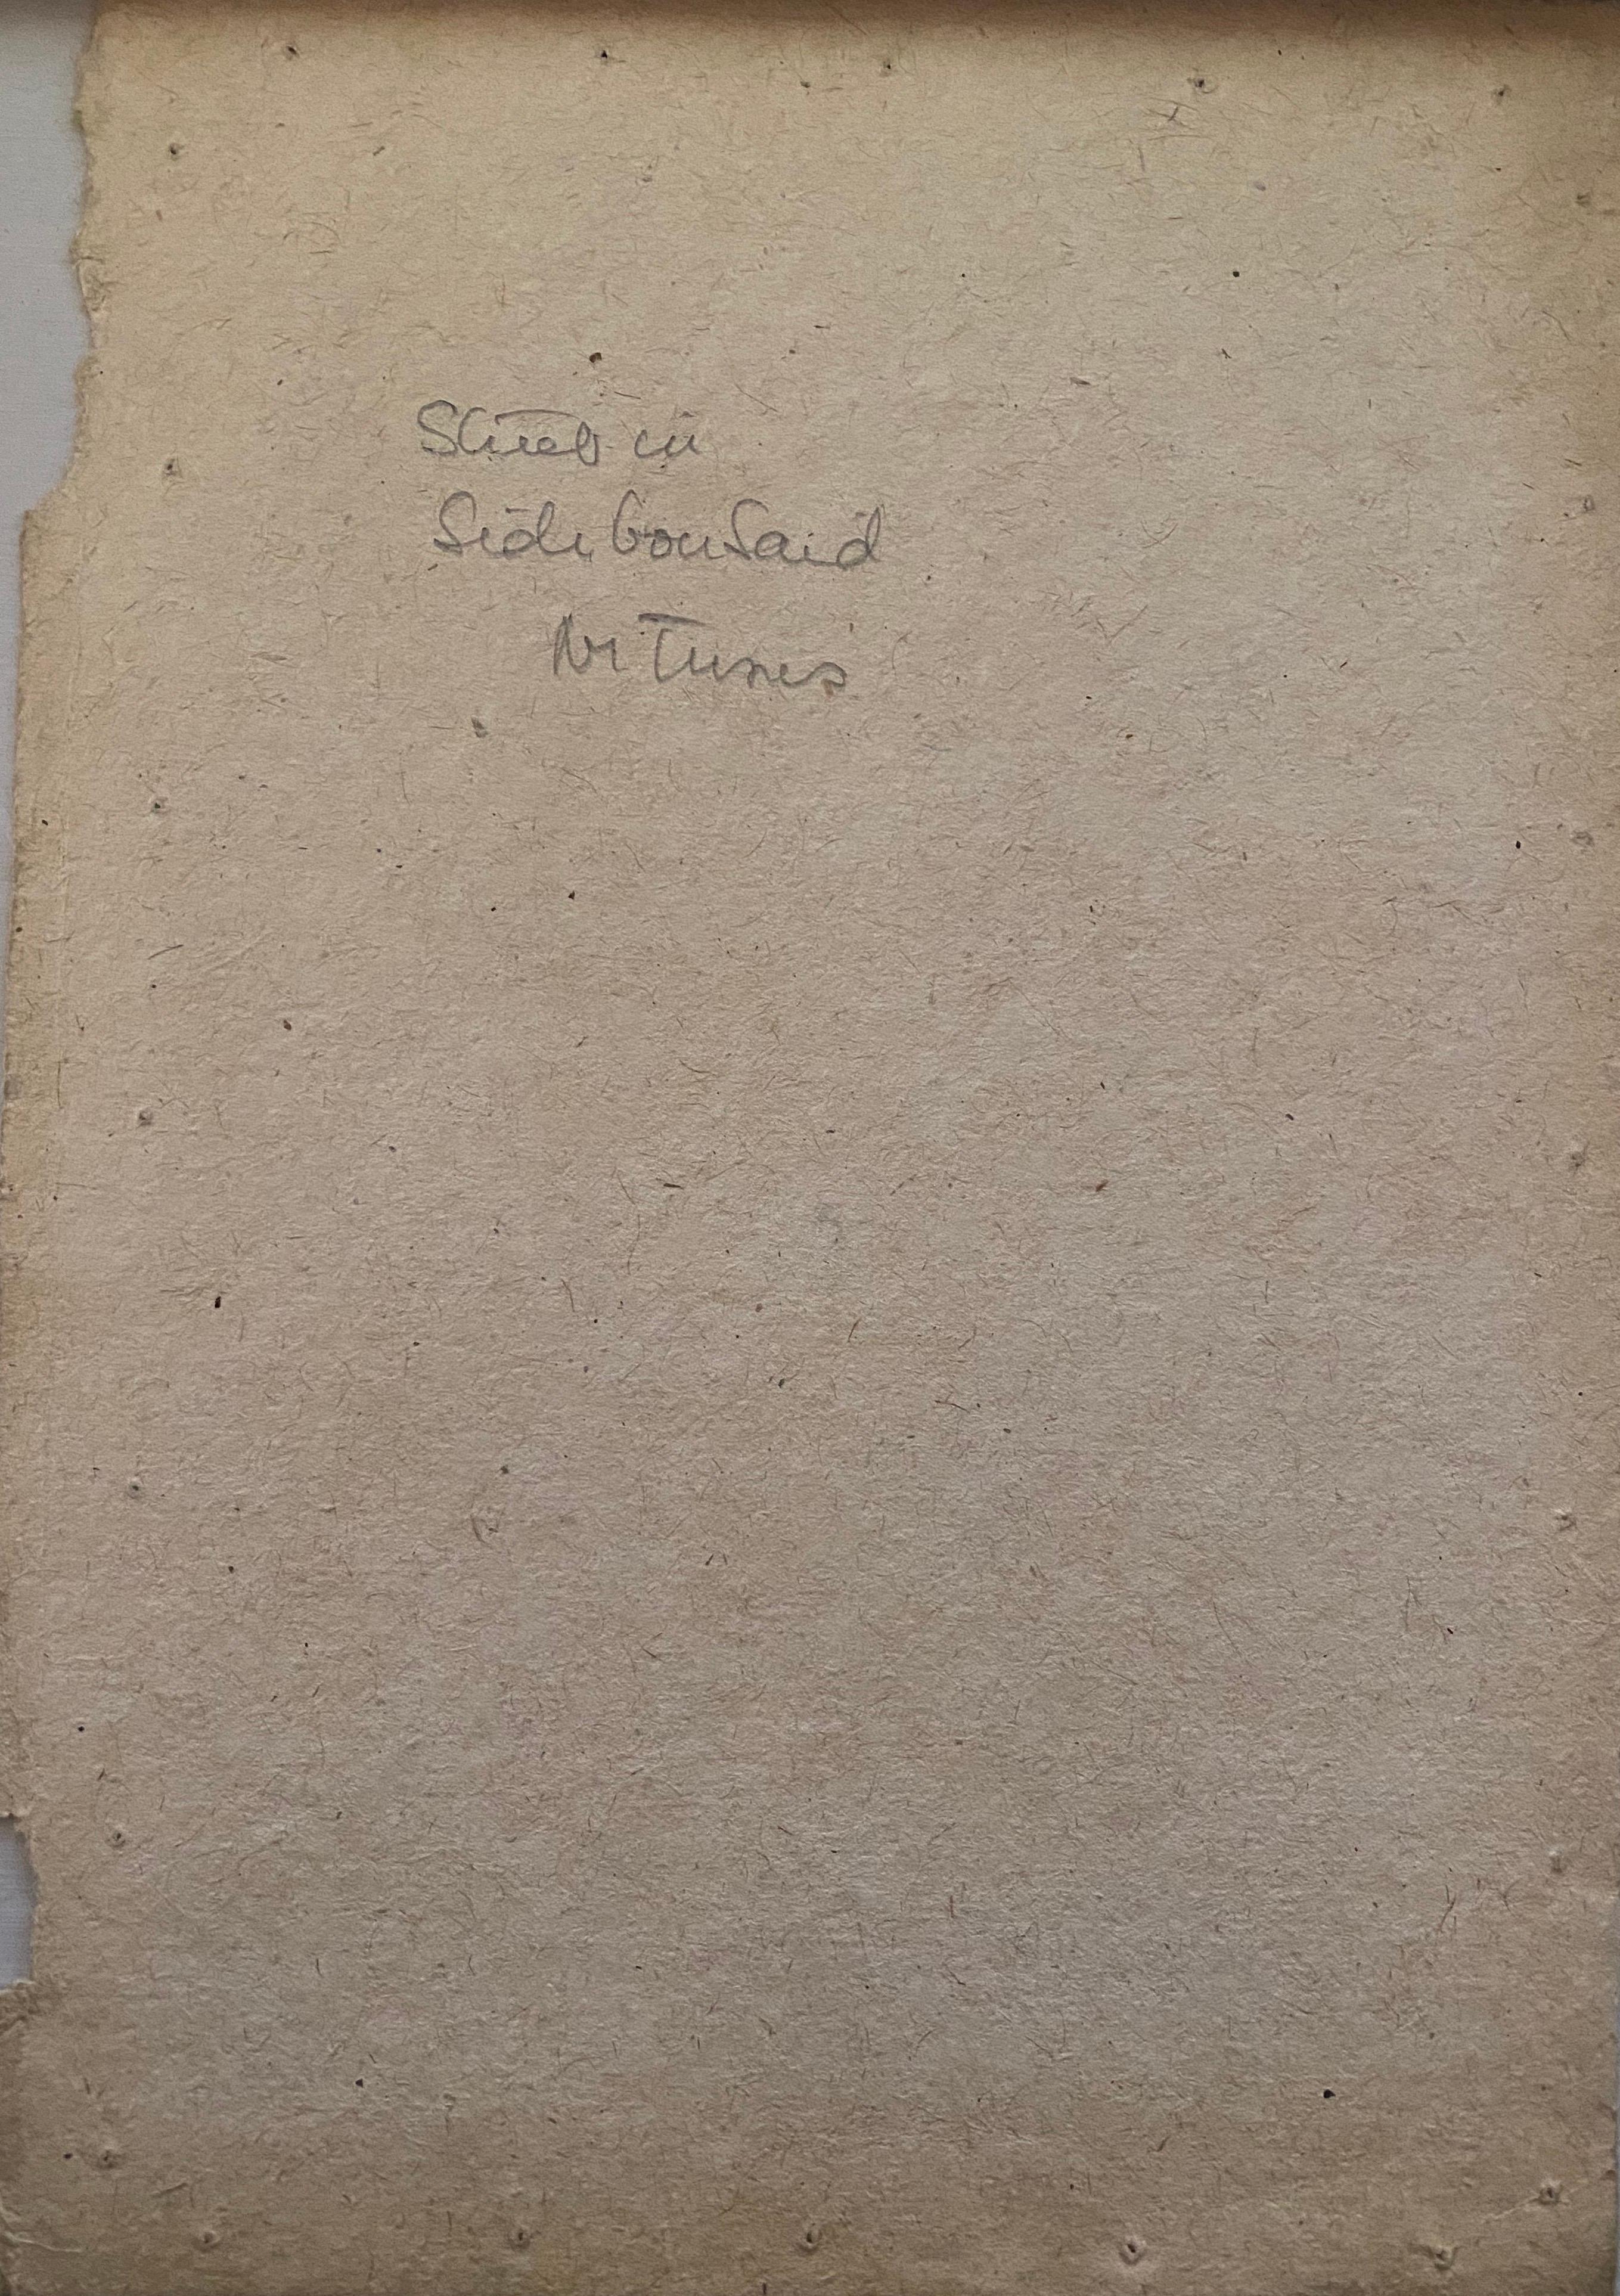 Street in
Sidi bou Said
Nr Tunis